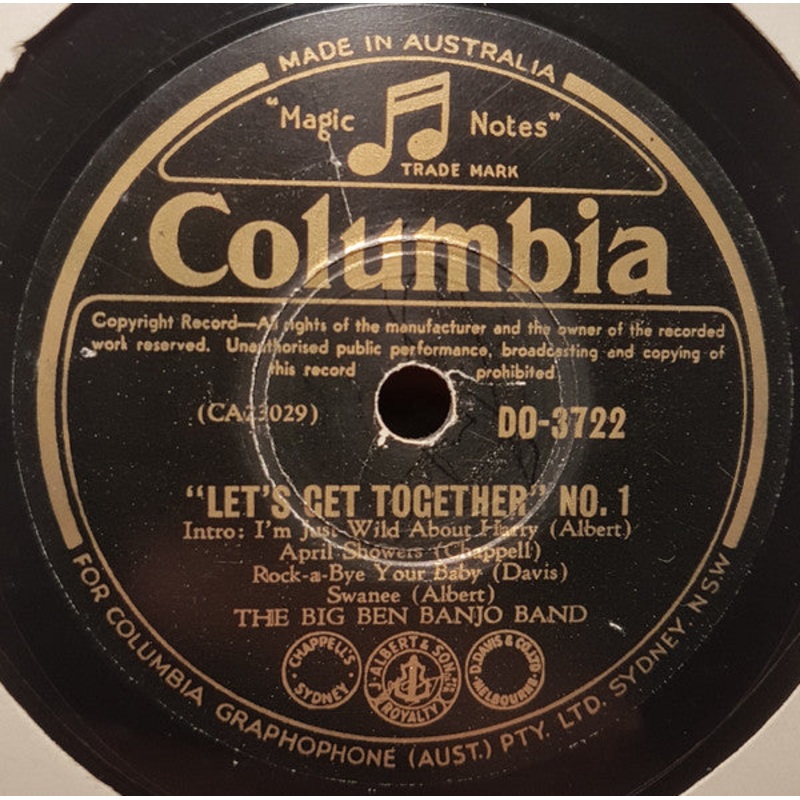 MADE IN AUSTRALIA
"Magic Notes"
TRADE MARK
Columbia
Copyright Record—All rights of the manufacturer and the owner of the recorded
work reserved. Unauthorised public performance, broadcasting and copying of
this record prohibited
(CA23029) DO-3722
"LET'S GET TOGETHER" NO. 1
Intro: I'm Just Wild About Harry (Albert)
April Showers (Chappell)
Rock-a-Bye Your Baby (Davis)
Swanee (Albert)
THE BIG BEN BANJO BAND
CHAPPELL'S SYDNEY.
J. ALBERT & SON ROYALTY
D. DAVIS & CO. LTD MELBOURNE
FOR COLUMBIA GRAPHOPHONE (AUST.) PTY. LTD. SYDNEY. N.S.W